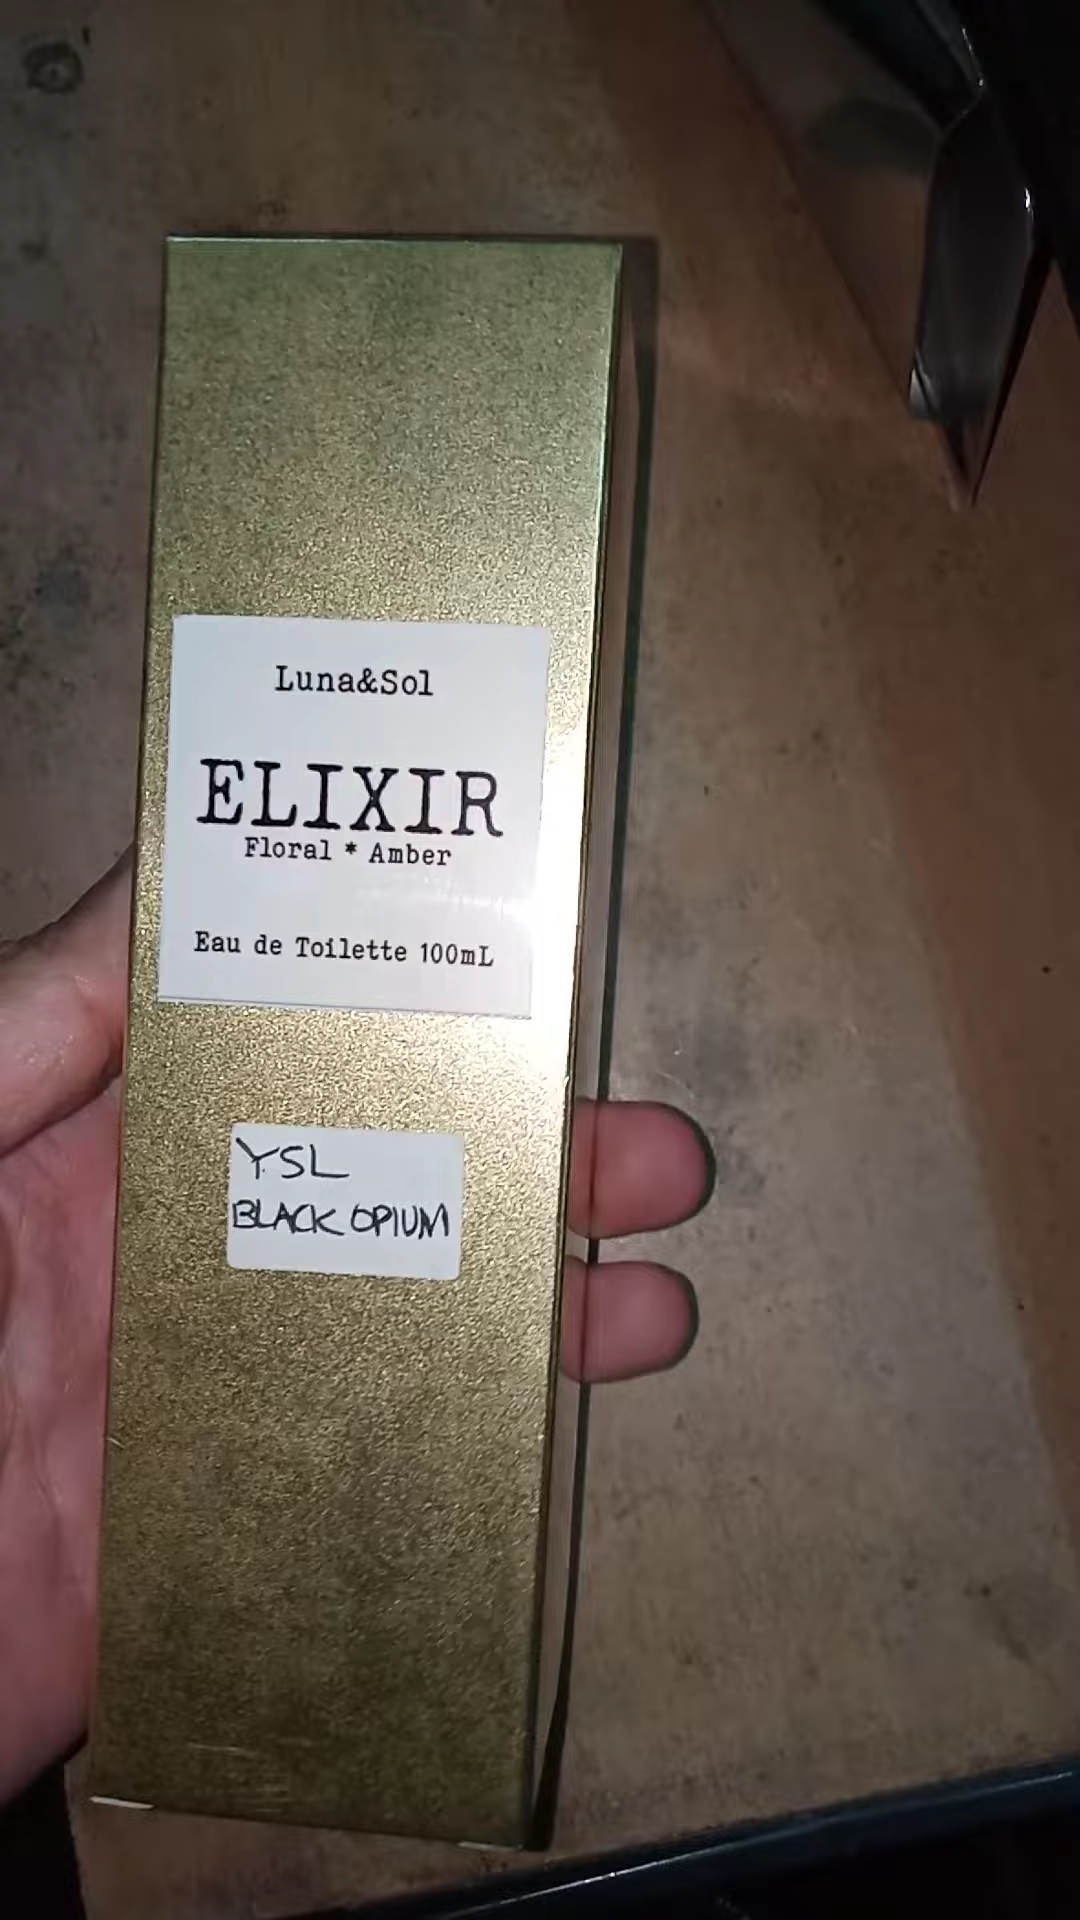 Luna&Sol
ELIXIR
Floral * Amber
Eau de Toilette 100mL
YSL
BLACK OPIUM